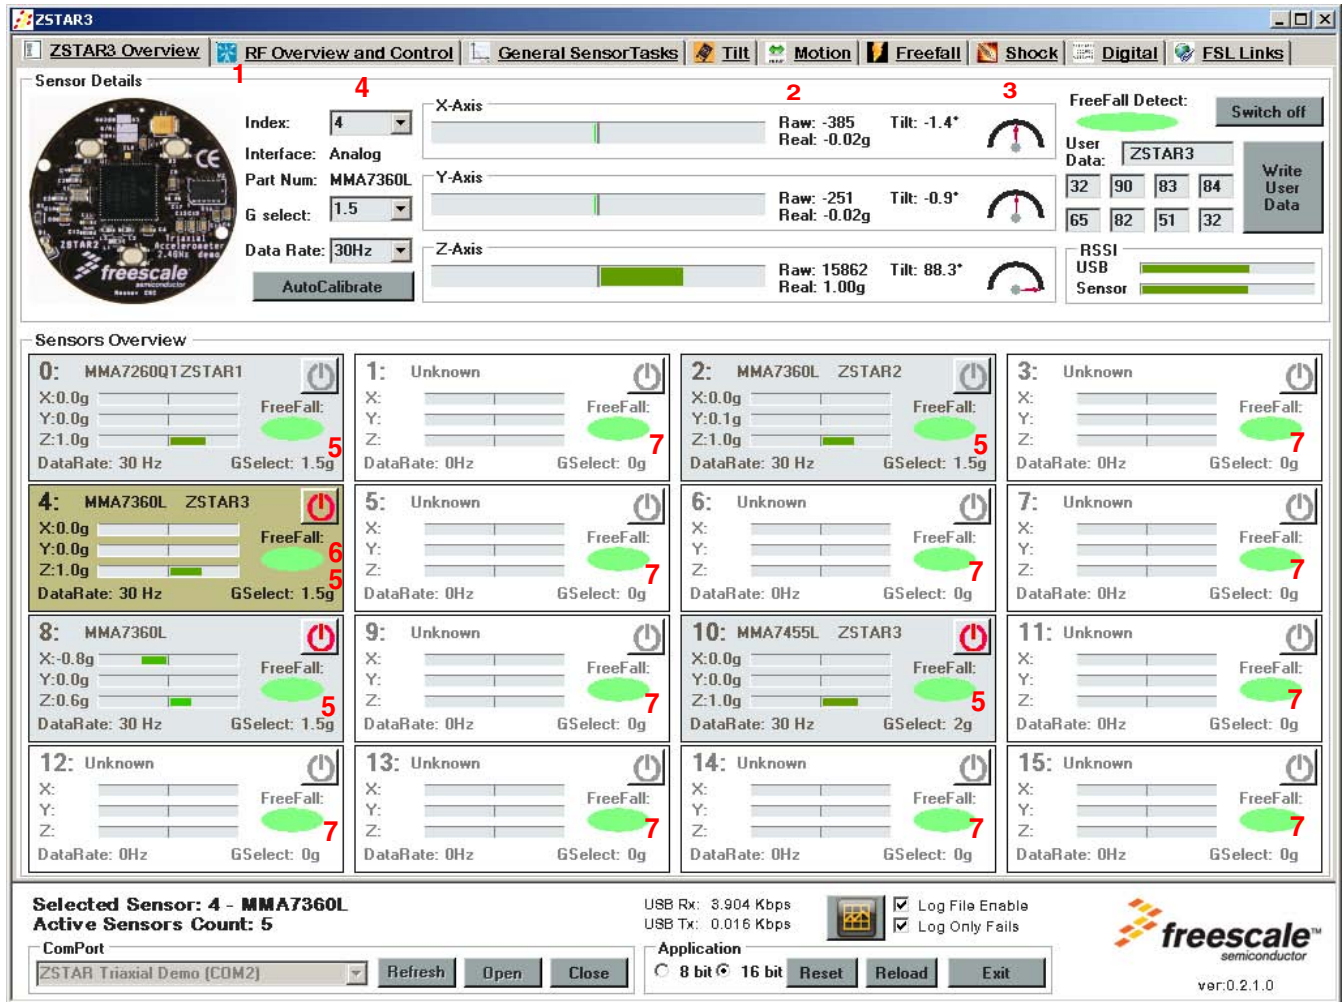 ZSTAR3
ZSTAR3 Overview RF Overview and Control General SensorTasks Tilt Motion Freefall Shock Digital FSL Links
1
Sensor Details
4
2
3
Index: 4
Interface: Analog
Part Num: MMA7360L
G select: 1.5
Data Rate: 30Hz
AutoCalibrate
ZSTAR2
Triaxial
Accelerometer
2.4GHz demo
freescale
semiconductor
X-Axis
Raw: -385 Tilt: -1.4°
Real: -0.02g
Y-Axis
Raw: -251 Tilt: -0.9°
Real: -0.02g
Z-Axis
Raw: 15862 Tilt: 88.3°
Real: 1.00g
FreeFall Detect:
Switch off
User Data: ZSTAR3
32 90 83 84
65 82 51 32
Write User Data
RSSI
USB
Sensor
Sensors Overview
0: MMA7260QTZSTAR1
X:0.0g
Y:0.0g
Z:1.0g
FreeFall:
5
DataRate: 30 Hz GSelect: 1.5g
1: Unknown
X:
Y:
Z:
FreeFall:
7
DataRate: 0Hz GSelect: 0g
2: MMA7360L ZSTAR2
X:0.0g
Y:0.1g
Z:1.0g
FreeFall:
5
DataRate: 30 Hz GSelect: 1.5g
3: Unknown
X:
Y:
Z:
FreeFall:
7
DataRate: 0Hz GSelect: 0g
4: MMA7360L ZSTAR3
X:0.0g
Y:0.0g
Z:1.0g
FreeFall:
6
5
DataRate: 30 Hz GSelect: 1.5g
5: Unknown
X:
Y:
Z:
FreeFall:
7
DataRate: 0Hz GSelect: 0g
6: Unknown
X:
Y:
Z:
FreeFall:
7
DataRate: 0Hz GSelect: 0g
7: Unknown
X:
Y:
Z:
FreeFall:
7
DataRate: 0Hz GSelect: 0g
8: MMA7360L
X:-0.8g
Y:0.0g
Z:0.6g
FreeFall:
5
DataRate: 30 Hz GSelect: 1.5g
9: Unknown
X:
Y:
Z:
FreeFall:
7
DataRate: 0Hz GSelect: 0g
10: MMA7455L ZSTAR3
X:0.0g
Y:0.0g
Z:1.0g
FreeFall:
5
DataRate: 30 Hz GSelect: 2g
11: Unknown
X:
Y:
Z:
FreeFall:
7
DataRate: 0Hz GSelect: 0g
12: Unknown
X:
Y:
Z:
FreeFall:
7
DataRate: 0Hz GSelect: 0g
13: Unknown
X:
Y:
Z:
FreeFall:
7
DataRate: 0Hz GSelect: 0g
14: Unknown
X:
Y:
Z:
FreeFall:
7
DataRate: 0Hz GSelect: 0g
15: Unknown
X:
Y:
Z:
FreeFall:
7
DataRate: 0Hz GSelect: 0g
Selected Sensor: 4 - MMA7360L
Active Sensors Count: 5
ComPort
ZSTAR Triaxial Demo (COM2) Refresh Open Close
USB Rx: 3.904 Kbps
USB Tx: 0.016 Kbps
Log File Enable
Log Only Fails
Application
8 bit 16 bit Reset Reload Exit
freescale™
semiconductor
ver:0.2.1.0